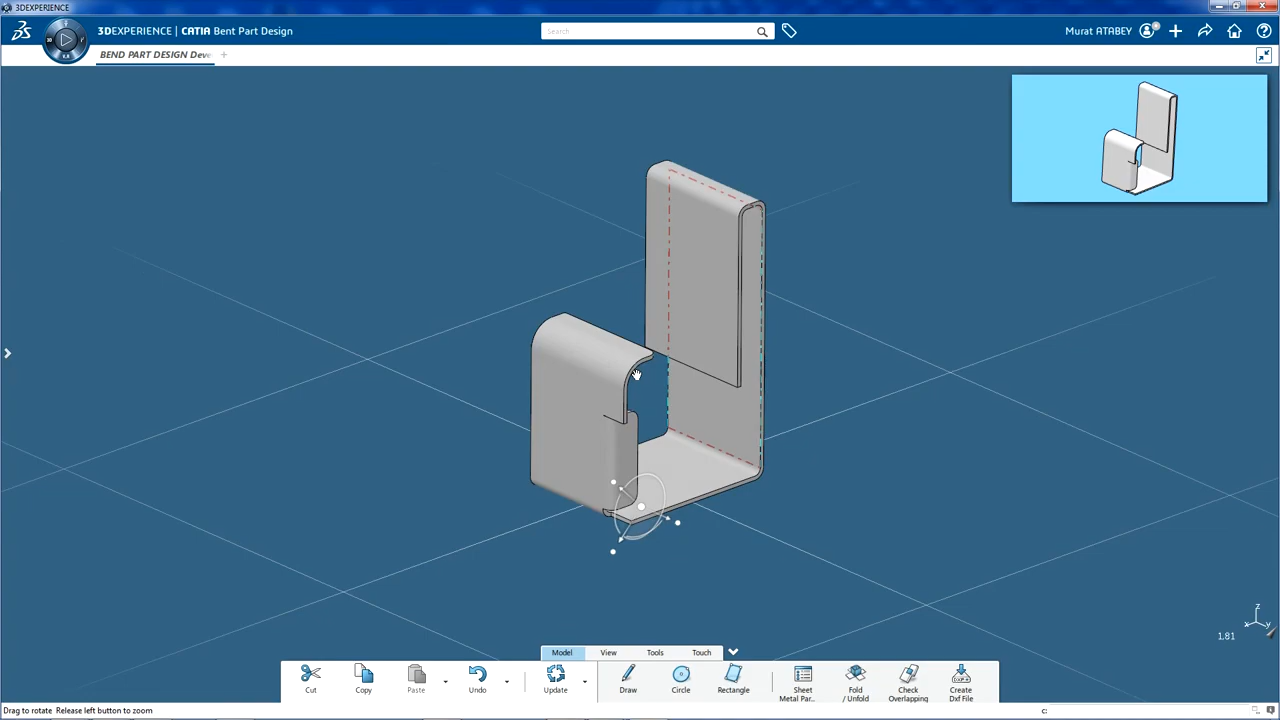 3DEXPERIENCE
3DEXPERIENCE | CATIA Bent Part Design
Search
Murat ATABEY
BEND PART DESIGN Deve
z
x
y
1.81
Model
View
Tools
Touch
Cut
Copy
Paste
Undo
Update
Draw
Circle
Rectangle
Sheet
Metal Par...
Fold
/ Unfold
Check
Overlapping
Create
Dxf File
Drag to rotate Release left button to zoom
c: